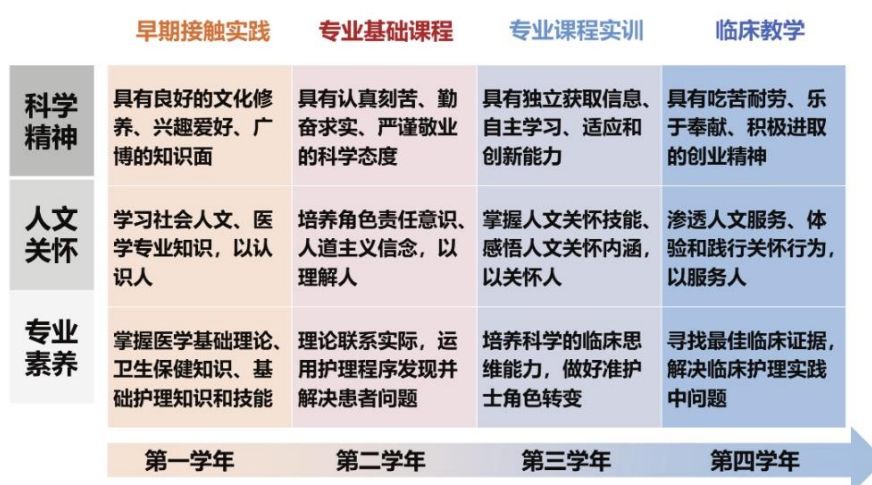 早期接触实践
专业基础课程
专业课程实训
临床教学
科学
精神
具有良好的文化修
养、兴趣爱好、广
博的知识面
具有认真刻苦、勤
奋求实、严谨敬业
的科学态度
具有独立获取信息、
自主学习、适应和
创新能力
具有吃苦耐劳、乐
于奉献、积极进取
的创业精神
人文
关怀
学习社会人文、医
学专业知识，以认
识人
培养角色责任意识、
人道主义信念，以
理解人
掌握人文关怀技能、
感悟人文关怀内涵，
以关怀人
渗透人文服务、体
验和践行关怀行为，
以服务人
专业
素养
掌握医学基础理论、
卫生保健知识、基
础护理知识和技能
理论联系实际，运
用护理程序发现并
解决患者问题
培养科学的临床思
维能力，做好准护
士角色转变
寻找最佳临床证据，
解决临床护理实践
中问题
第一学年
第二学年
第三学年
第四学年